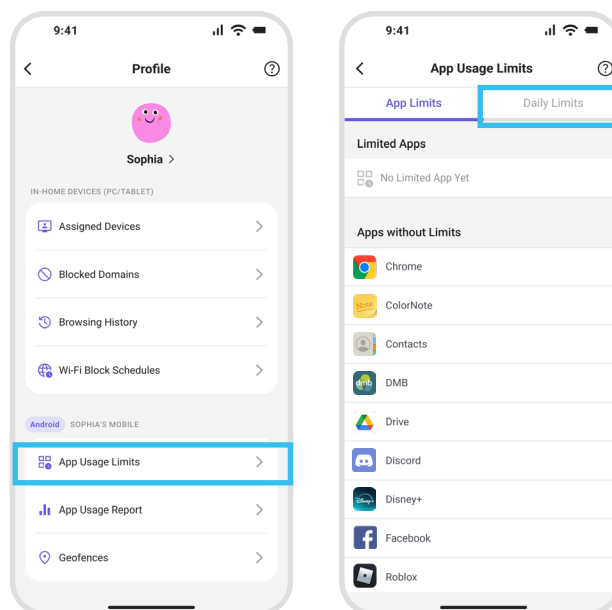 9:41
Profile
Sophia
IN-HOME DEVICES (PC/TABLET)
Assigned Devices
Blocked Domains
Browsing History
Wi-Fi Block Schedules
Android SOPHIA'S MOBILE
App Usage Limits
App Usage Report
Geofences
9:41
App Usage Limits
App Limits Daily Limits
Limited Apps
No Limited App Yet
Apps without Limits
Chrome
Note ColorNote
Contacts
dmb DMB
Drive
Discord
Disney+ Disney+
Facebook
Roblox